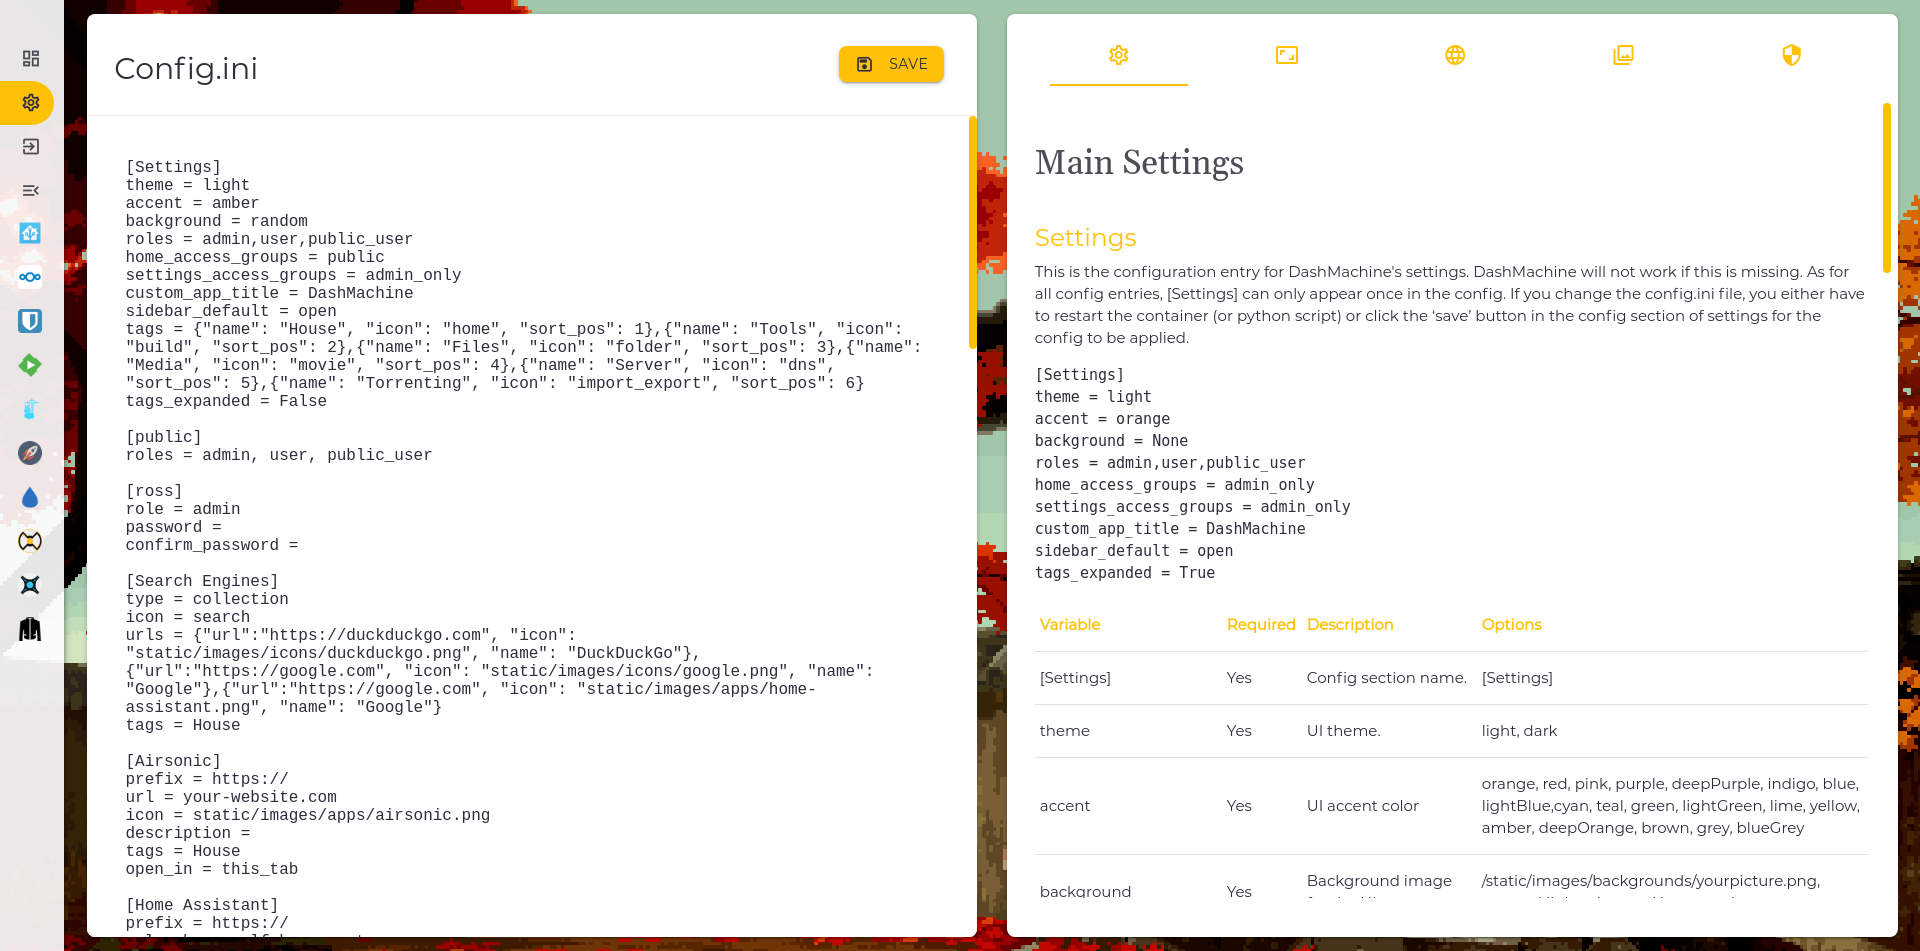 Config.ini
SAVE
[Settings]
theme = light
accent = amber
background = random
roles = admin,user,public_user
home_access_groups = public
settings_access_groups = admin_only
custom_app_title = DashMachine
sidebar_default = open
tags = {"name": "House", "icon": "home", "sort_pos": 1},{"name": "Tools", "icon":
"build", "sort_pos": 2},{"name": "Files", "icon": "folder", "sort_pos": 3},{"name":
"Media", "icon": "movie", "sort_pos": 4},{"name": "Server", "icon": "dns",
"sort_pos": 5},{"name": "Torrenting", "icon": "import_export", "sort_pos": 6}
tags_expanded = False
[public]
roles = admin, user, public_user
[ross]
role = admin
password =
confirm_password =
[Search Engines]
type = collection
icon = search
urls = {"url":"https://duckduckgo.com", "icon":
"static/images/icons/duckduckgo.png", "name": "DuckDuckGo"},
{"url":"https://google.com", "icon": "static/images/icons/google.png", "name":
"Google"},{"url":"https://google.com", "icon": "static/images/apps/home-
assistant.png", "name": "Google"}
tags = House
[Airsonic]
prefix = https://
url = your-website.com
icon = static/images/apps/airsonic.png
description =
tags = House
open_in = this_tab
[Home Assistant]
prefix = https://
Main Settings
Settings
This is the configuration entry for DashMachine's settings. DashMachine will not work if this is missing. As for
all config entries, [Settings] can only appear once in the config. If you change the config.ini file, you either have
to restart the container (or python script) or click the ‘save’ button in the config section of settings for the
config to be applied.
[Settings]
theme = light
accent = orange
background = None
roles = admin,user,public_user
home_access_groups = admin_only
settings_access_groups = admin_only
custom_app_title = DashMachine
sidebar_default = open
tags_expanded = True
Variable Required Description Options
[Settings] Yes Config section name. [Settings]
theme Yes UI theme. light, dark
orange, red, pink, purple, deepPurple, indigo, blue,
accent Yes UI accent color lightBlue,cyan, teal, green, lightGreen, lime, yellow,
amber, deepOrange, brown, grey, blueGrey
Background image /static/images/backgrounds/yourpicture.png,
background Yes